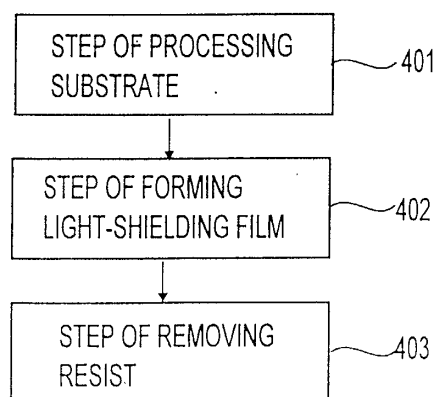 STEP OF PROCESSING
SUBSTRATE
401
STEP OF FORMING
LIGHT-SHIELDING FILM
402
STEP OF REMOVING
RESIST
403